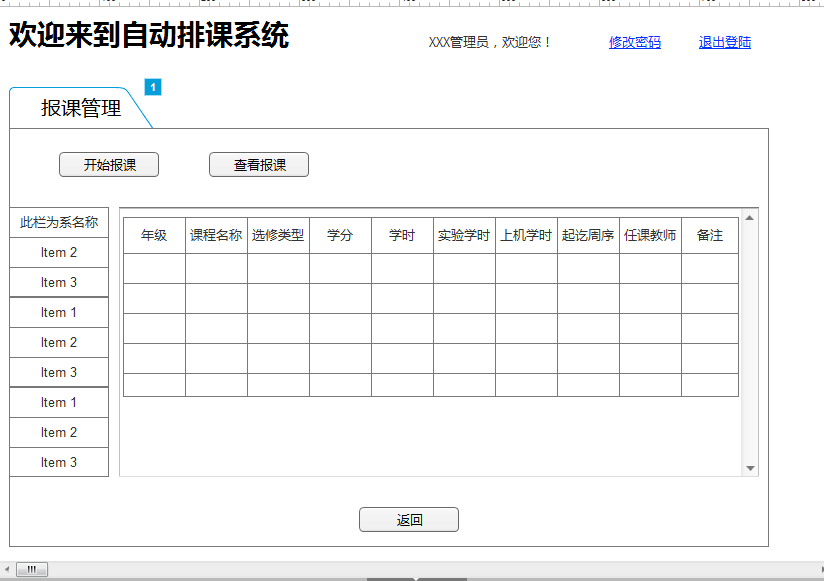 欢迎来到自动排课系统
XXX管理员，欢迎您！ 修改密码 退出登陆
1
报课管理
开始报课 查看报课
此栏为系名称
Item 2
Item 3
Item 1
Item 2
Item 3
Item 1
Item 2
Item 3
年级 课程名称 选修类型 学分 学时 实验学时 上机学时 起讫周序 任课教师 备注
返回